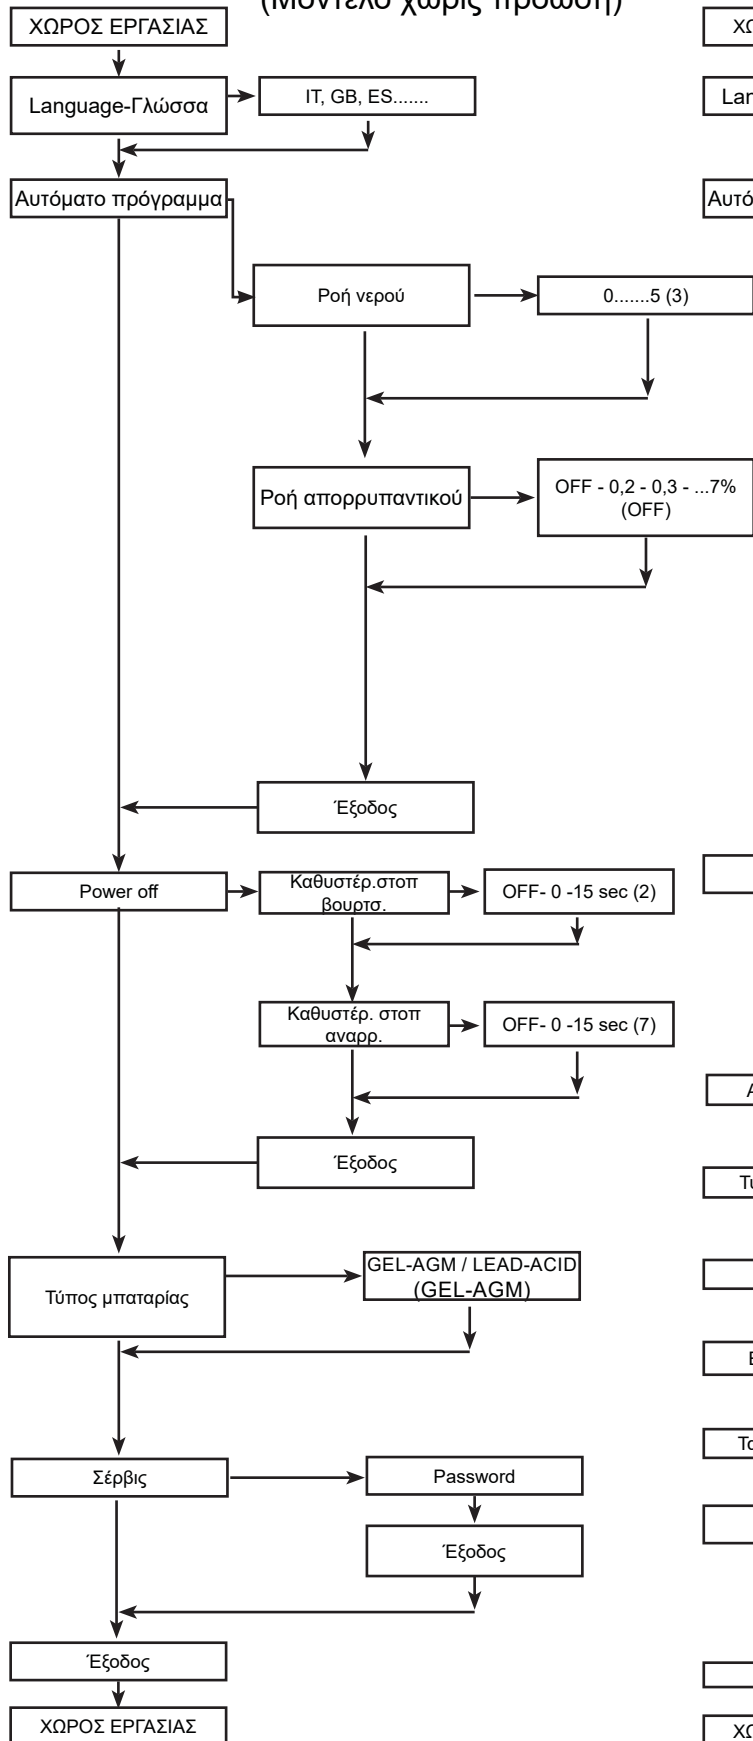 (Μοντέλο χωρίς πρόωση)
ΧΩΡΟΣ ΕΡΓΑΣΙΑΣ
Language-Γλώσσα
IT, GB, ES.......
Αυτόματο πρόγραμμα
Ροή νερού
0.......5 (3)
Ροή απορρυπαντικού
OFF - 0,2 - 0,3 - ...7%
(OFF)
Έξοδος
Power off
Καθυστέρ.στοπ
βουρτσ.
OFF- 0 -15 sec (2)
Καθυστέρ. στοπ
αναρρ.
OFF- 0 -15 sec (7)
Έξοδος
Τύπος μπαταρίας
GEL-AGM / LEAD-ACID
(GEL-AGM)
Σέρβις
Password
Έξοδος
Έξοδος
ΧΩΡΟΣ ΕΡΓΑΣΙΑΣ